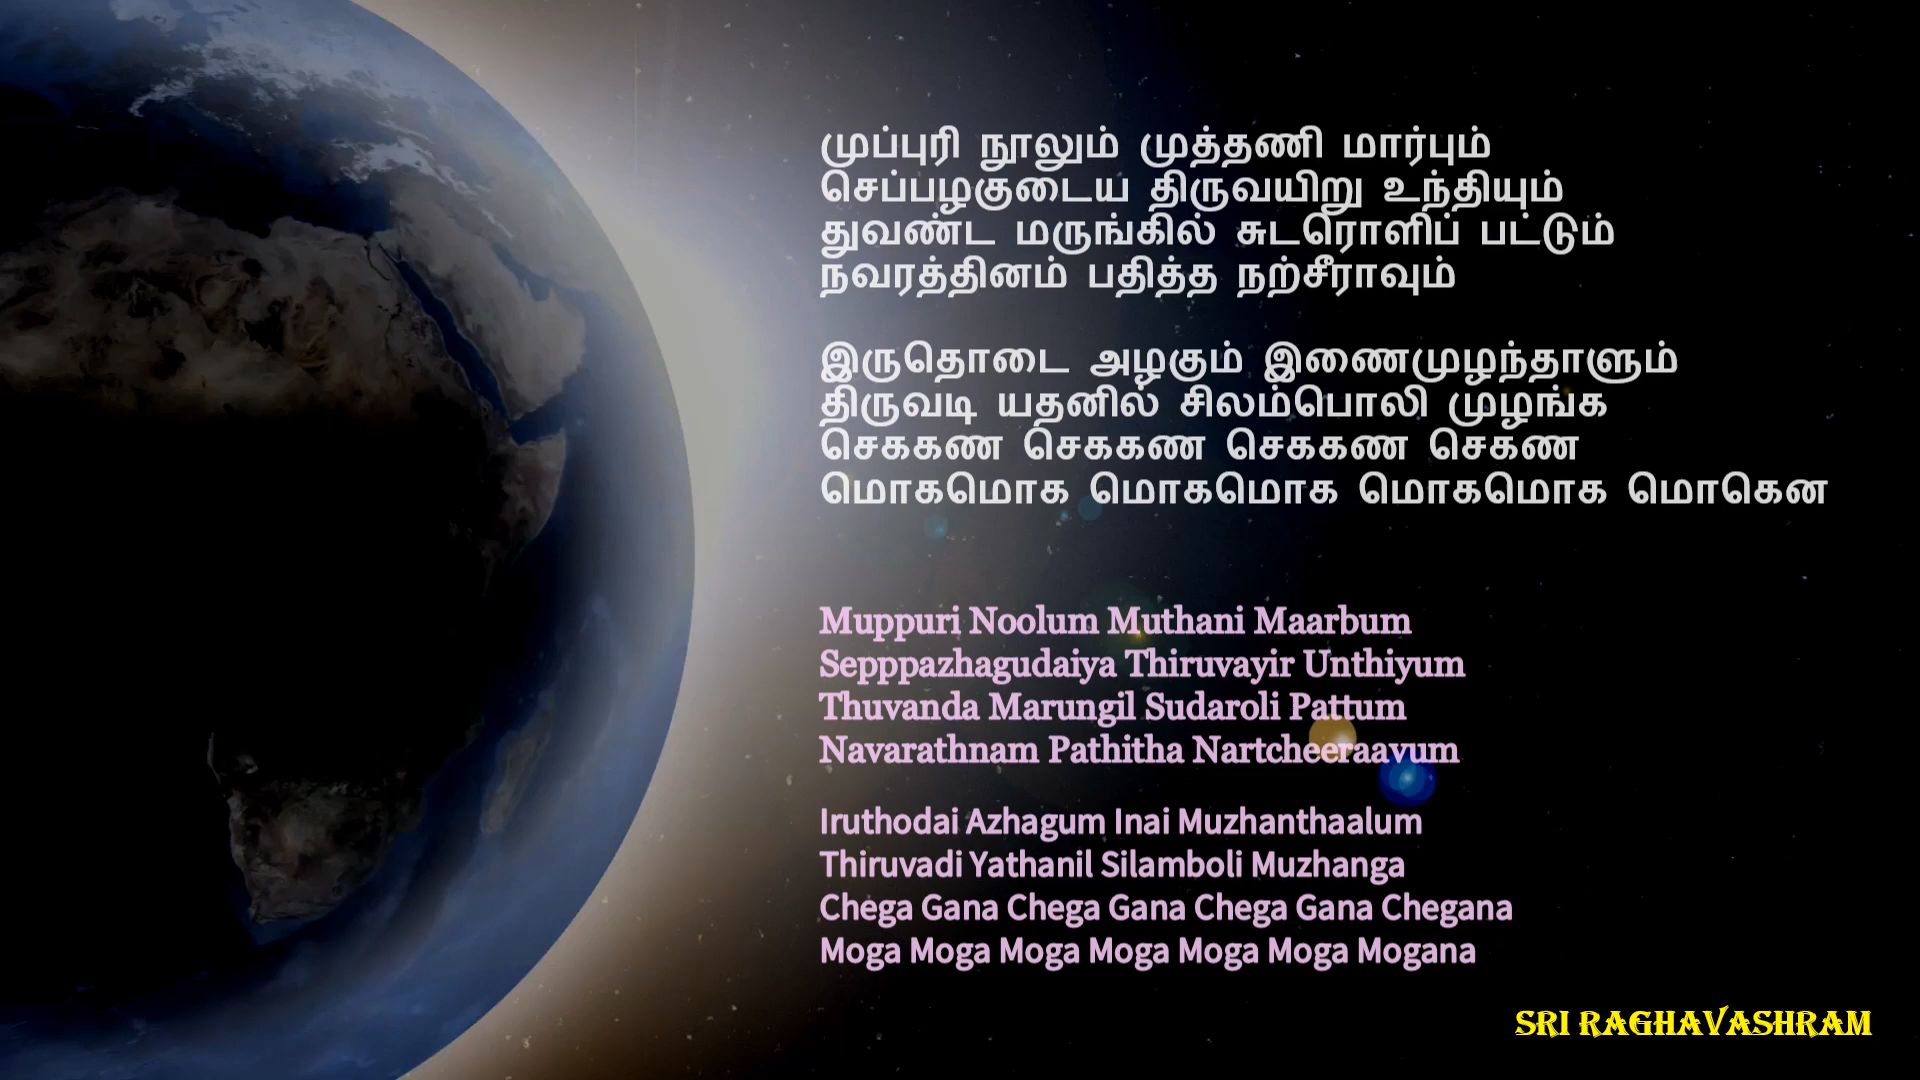 முப்புரி நூலும் முத்தணி மார்பும்
செப்பழகுடைய திருவயிறு உந்தியும்
துவண்ட மருங்கில் சுடரொளிப் பட்டும்
நவரத்தினம் பதித்த நற்சீராவும்
இருதொடை அழகும் இணைமுழந்தாளும்
திருவடி யதனில் சிலம்பொலி முழங்க
செககண செககண செககண செகண
மொகமொக மொகமொக மொகமொக மொகென
Muppuri Noolum Muthani Maarbum
Sepppazhagudaiya Thiruvayir Unthiyum
Thuvanda Marungil Sudaroli Pattum
Navarathnam Pathitha Nartcheeraavum
Iruthodai Azhagum Inai Muzhanthaalum
Thiruvadi Yathanil Silamboli Muzhanga
Chega Gana Chega Gana Chega Gana Chegana
Moga Moga Moga Moga Moga Moga Mogana
SRI RAGHAVASHRAM